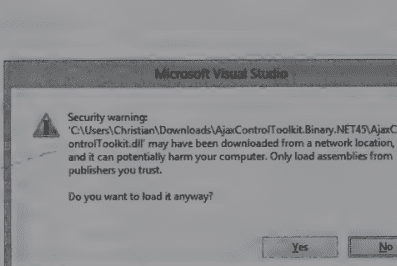 Microsoft Visual Studio
Security warning:
'C:\Users\Christian\Downloads\AjaxControlToolkit.Binary.NET45\AjaxC
ontrolToolkit.dll' may have been downloaded from a network location,
and it can potentially harm your computer. Only load assemblies from
publishers you trust.
Do you want to load it anyway?
Yes
No